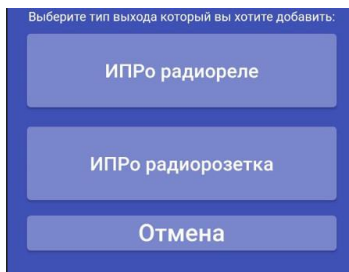 Выберите тип выхода который вы хотите добавить:
ИПРо радиореле
ИПРо радиорозетка
Отмена